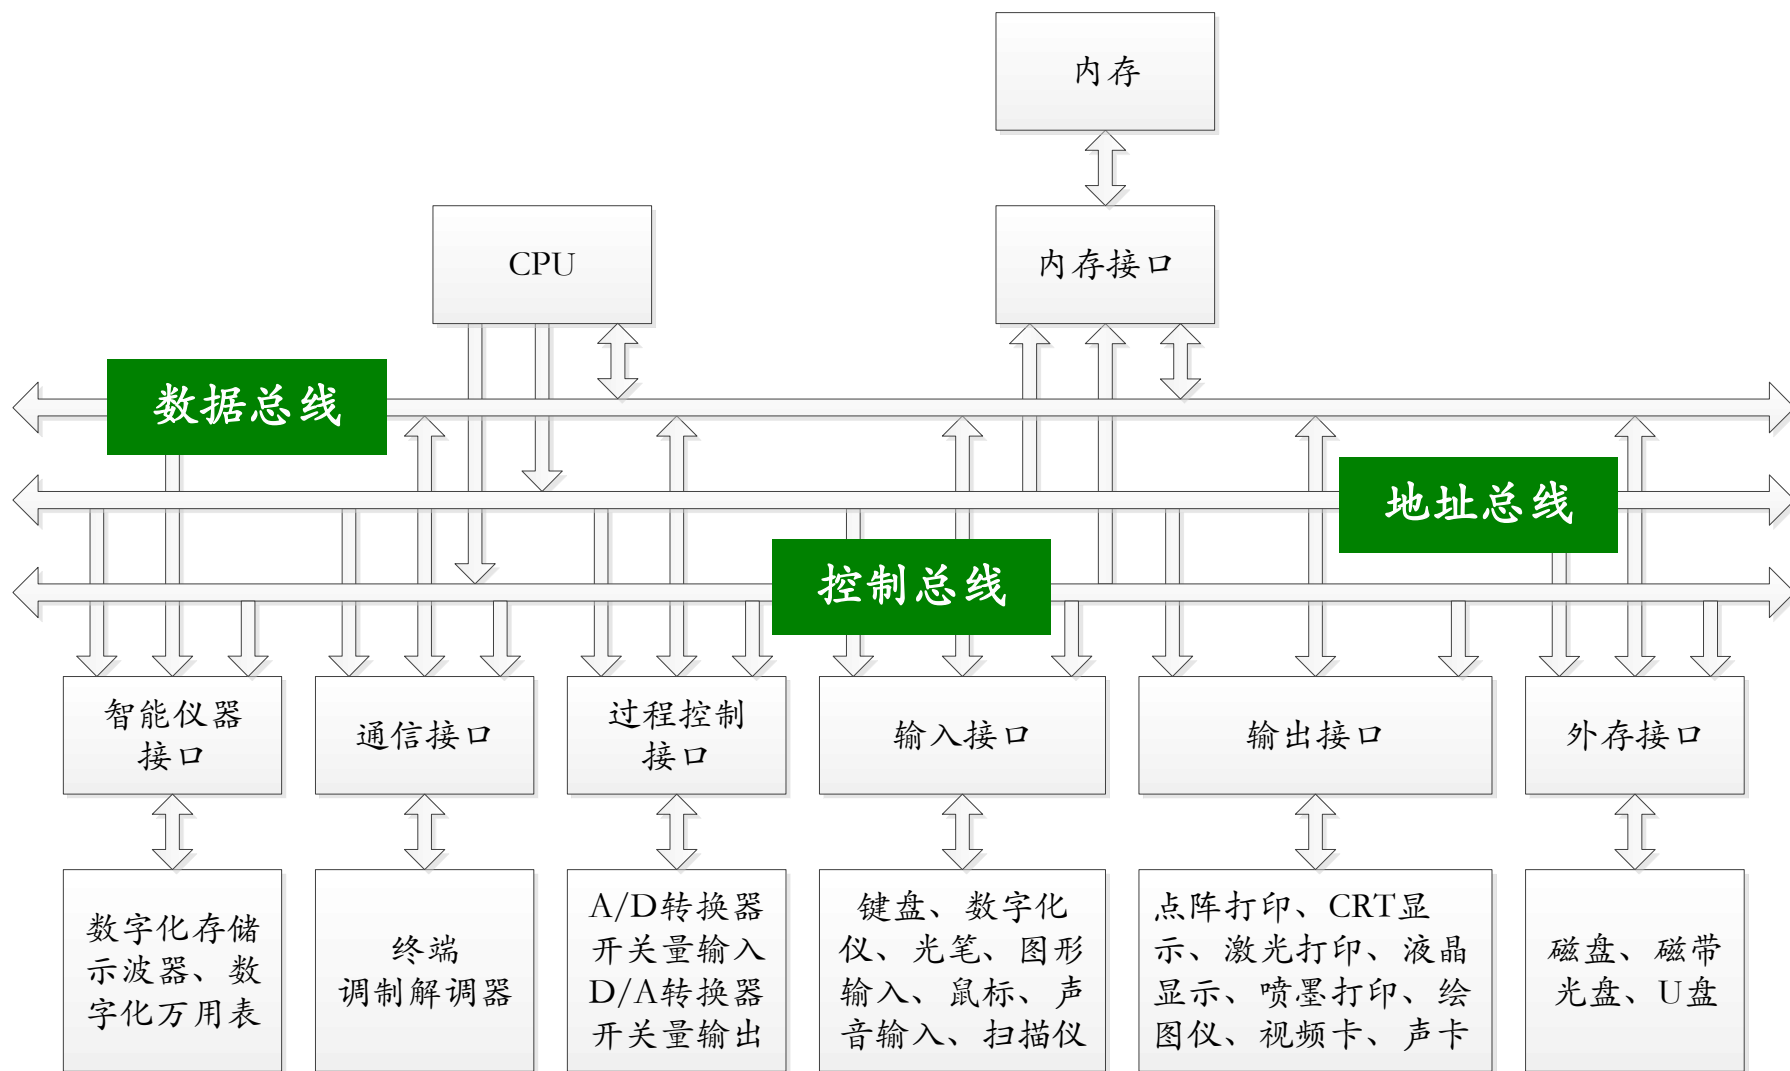 内存
CPU
内存接口
数据总线
地址总线
控制总线
智能仪器
接口
通信接口
过程控制
接口
输入接口
输出接口
外存接口
数字化存储
示波器、数
字化万用表
终端
调制解调器
A/D转换器
开关量输入
D/A转换器
开关量输出
键盘、数字化
仪、光笔、图形
输入、鼠标、声
音输入、扫描仪
点阵打印、CRT显
示、激光打印、液晶
显示、喷墨打印、绘
图仪、视频卡、声卡
磁盘、磁带
光盘、U盘